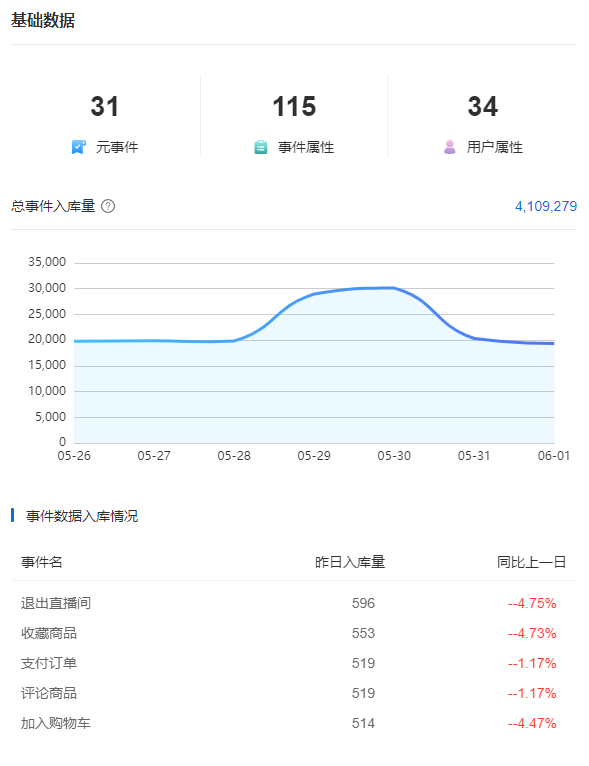 基础数据
31 115 34
元事件 事件属性 用户属性
总事件入库量 ? 4,109,279
35,000
30,000
25,000
20,000
15,000
10,000
5,000
0
05-26 05-27 05-28 05-29 05-30 05-31 06-01
事件数据入库情况
事件名 昨日入库量 同比上一日
退出直播间 596 --4.75%
收藏商品 553 --4.73%
支付订单 519 --1.17%
评论商品 519 --1.17%
加入购物车 514 --4.47%